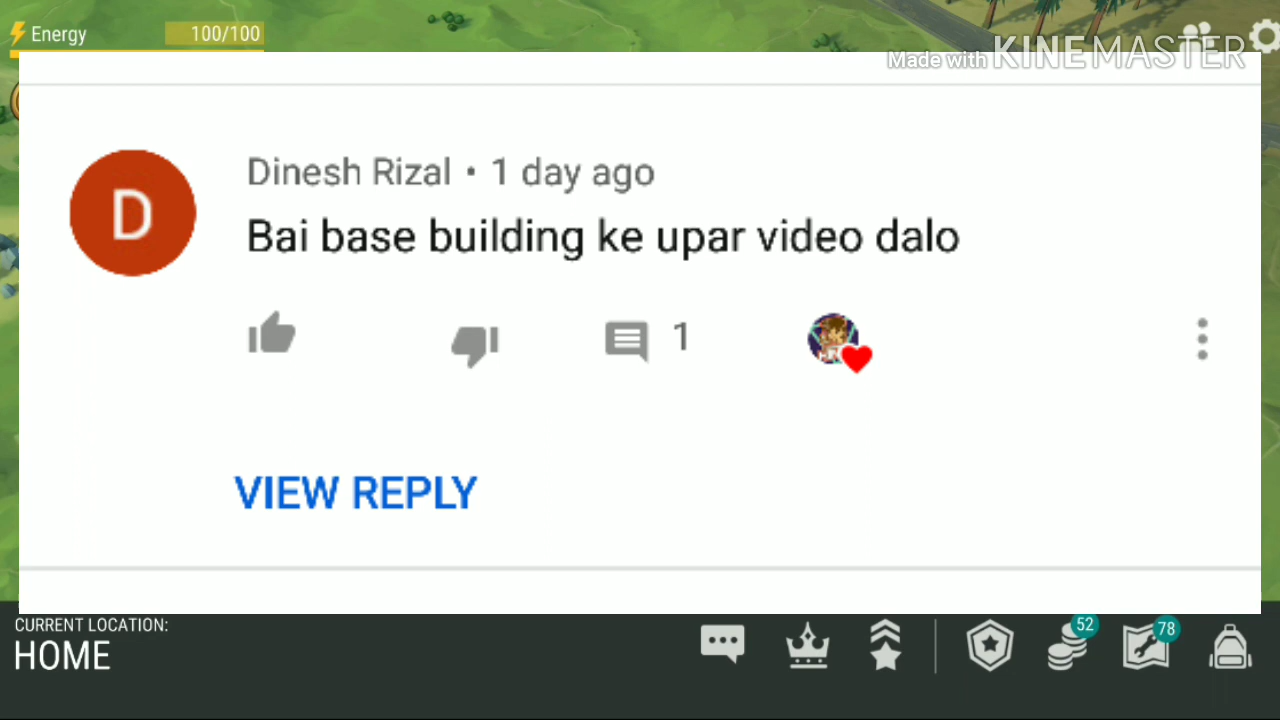 Energy 100/100
Made with KINEMASTER
Dinesh Rizal • 1 day ago
D
Bai base building ke upar video dalo
1
VIEW REPLY
CURRENT LOCATION:
HOME
52
78